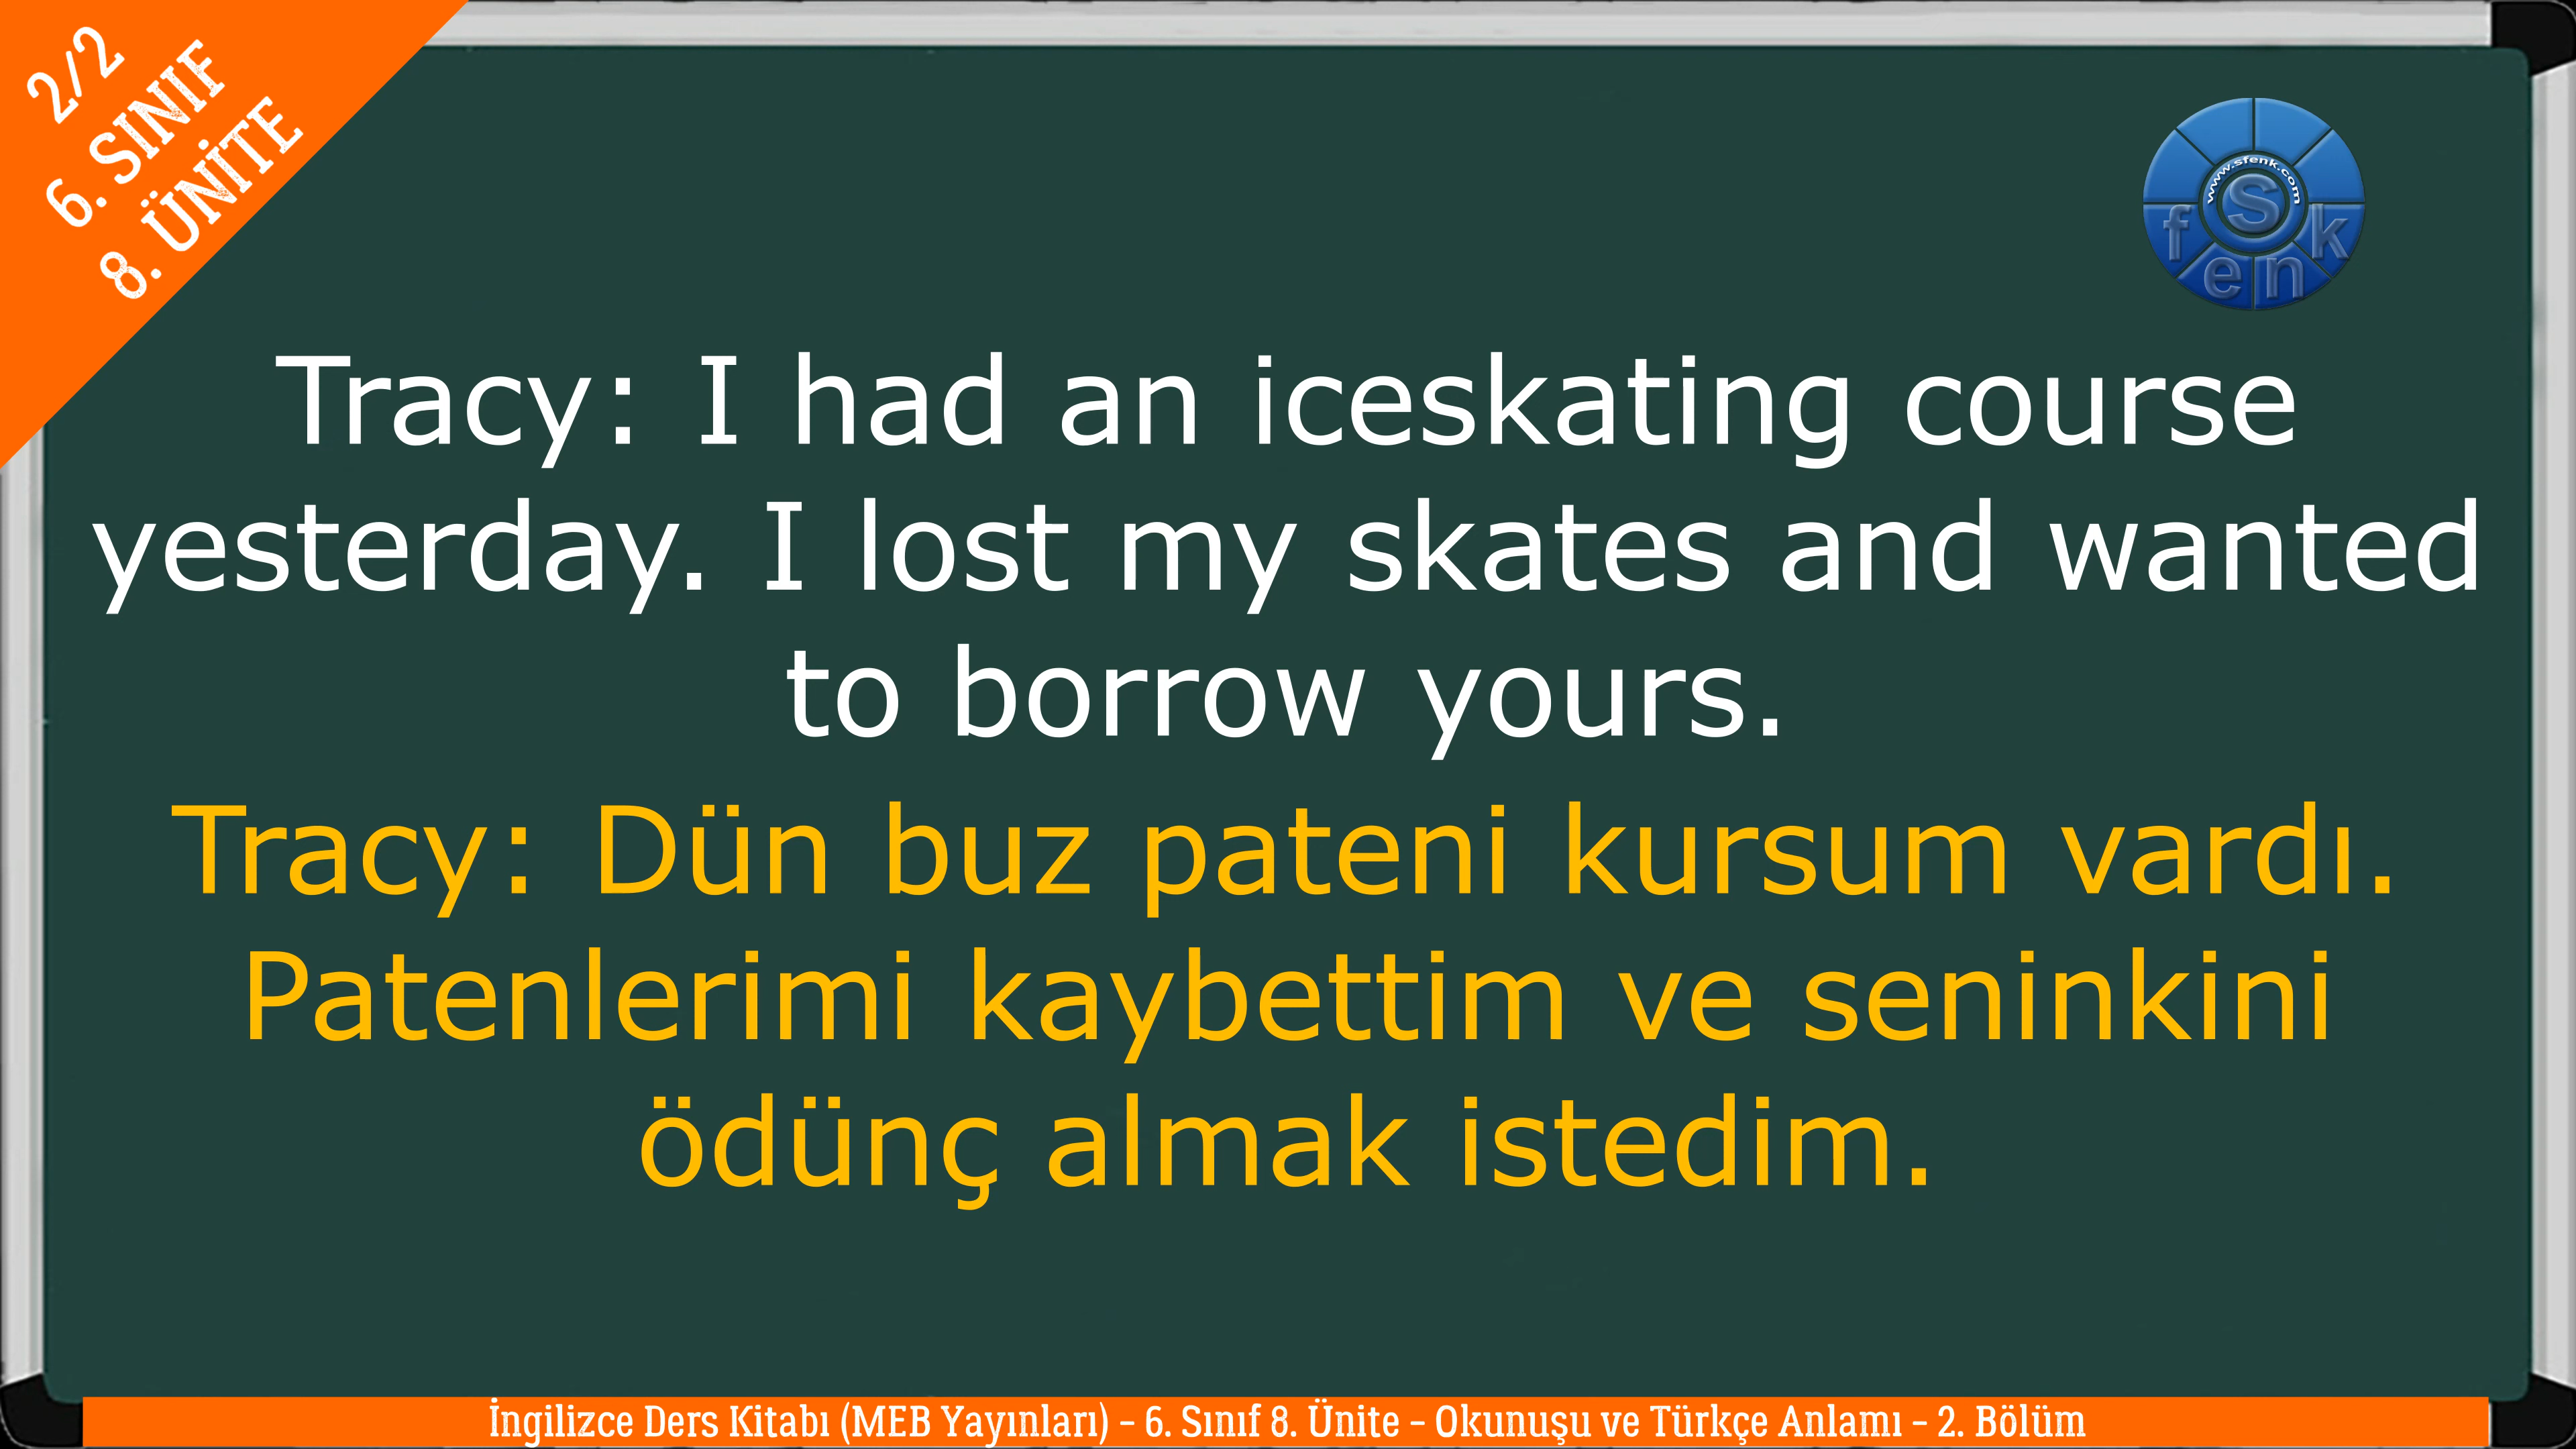 2/2
6. SINIF
8. ÜNİTE
www.sfenk.com
S
f e n k
Tracy: I had an iceskating course
yesterday. I lost my skates and wanted
to borrow yours.
Tracy: Dün buz pateni kursum vardı.
Patenlerimi kaybettim ve seninkini
ödünç almak istedim.
İngilizce Ders Kitabı (MEB Yayınları) – 6. Sınıf 8. Ünite – Okunuşu ve Türkçe Anlamı – 2. Bölüm